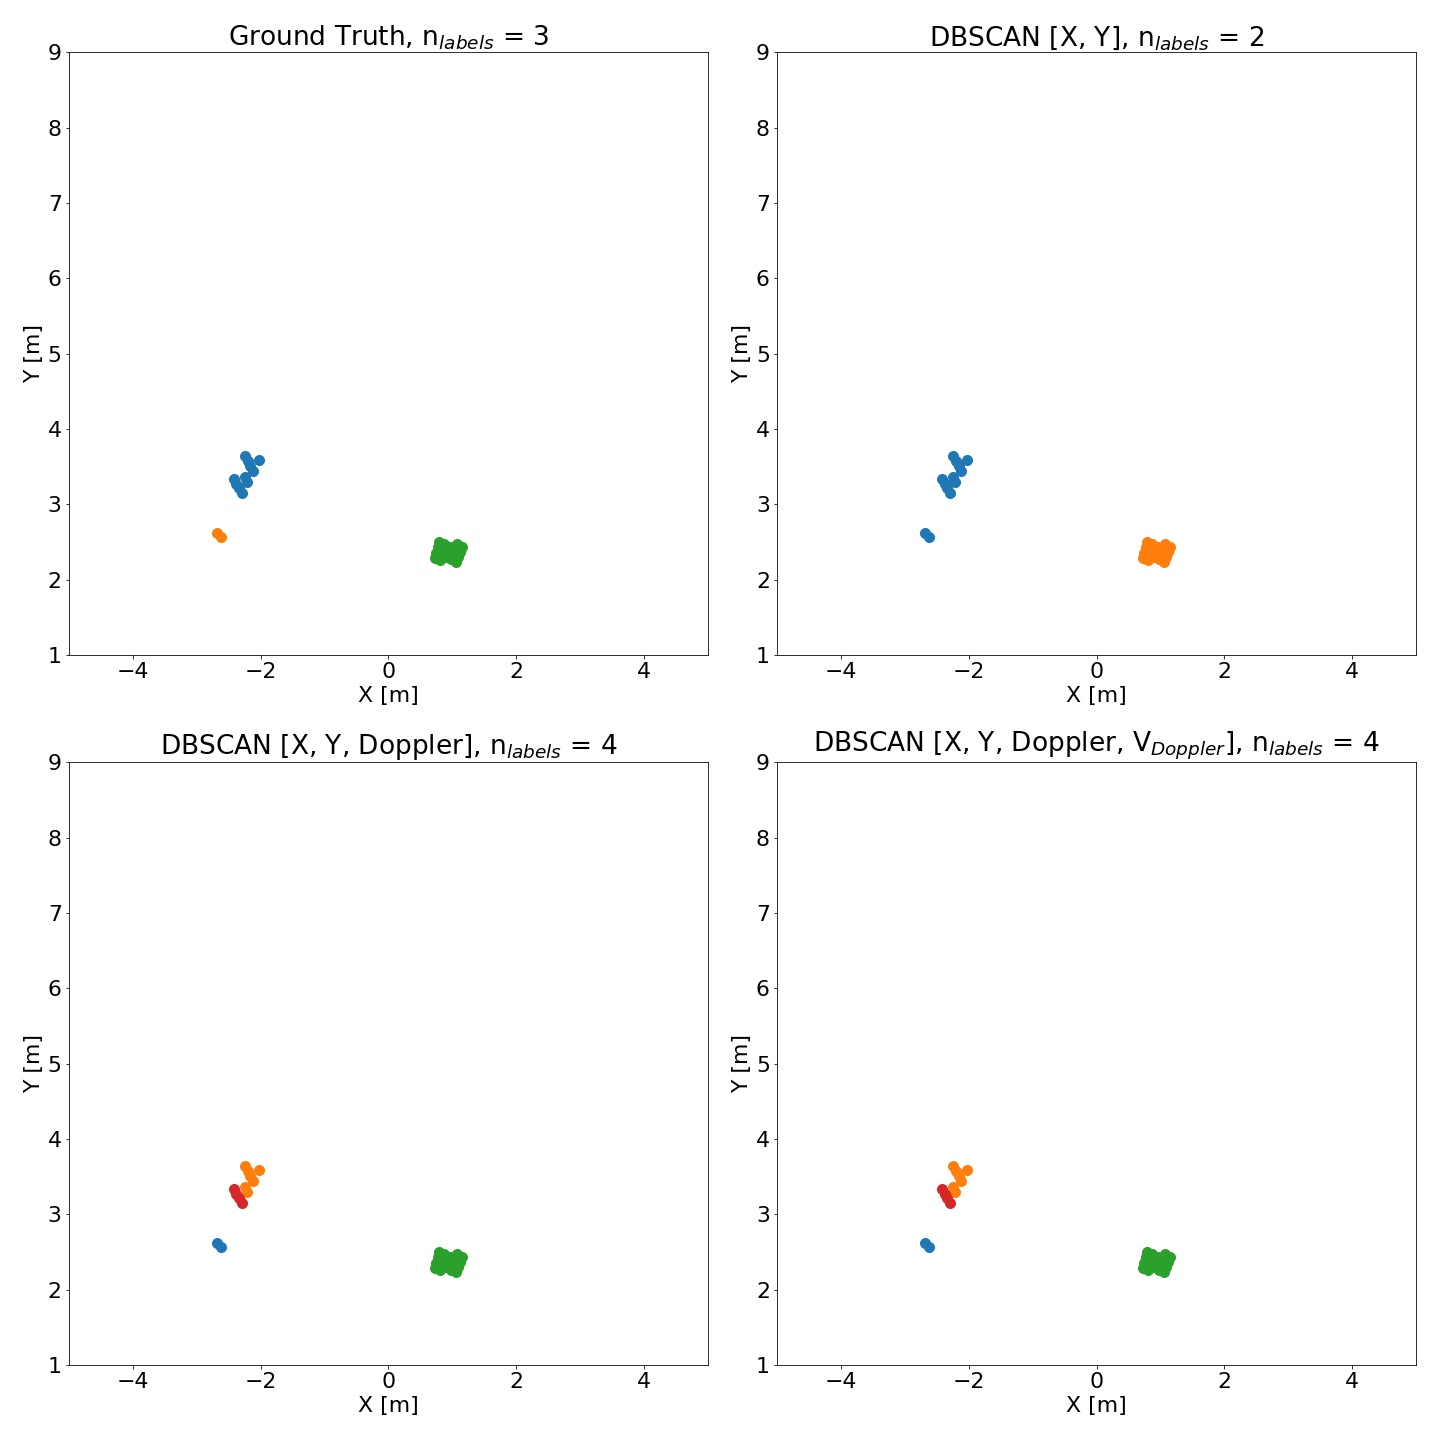 Ground Truth, n_labels = 3
9
8
7
6
5
4
3
2
1
Y [m]
−4 −2 0 2 4
X [m]
DBSCAN [X, Y], n_labels = 2
9
8
7
6
5
4
3
2
1
Y [m]
−4 −2 0 2 4
X [m]
DBSCAN [X, Y, Doppler], n_labels = 4
9
8
7
6
5
4
3
2
1
Y [m]
−4 −2 0 2 4
X [m]
DBSCAN [X, Y, Doppler, V_Doppler], n_labels = 4
9
8
7
6
5
4
3
2
1
Y [m]
−4 −2 0 2 4
X [m]